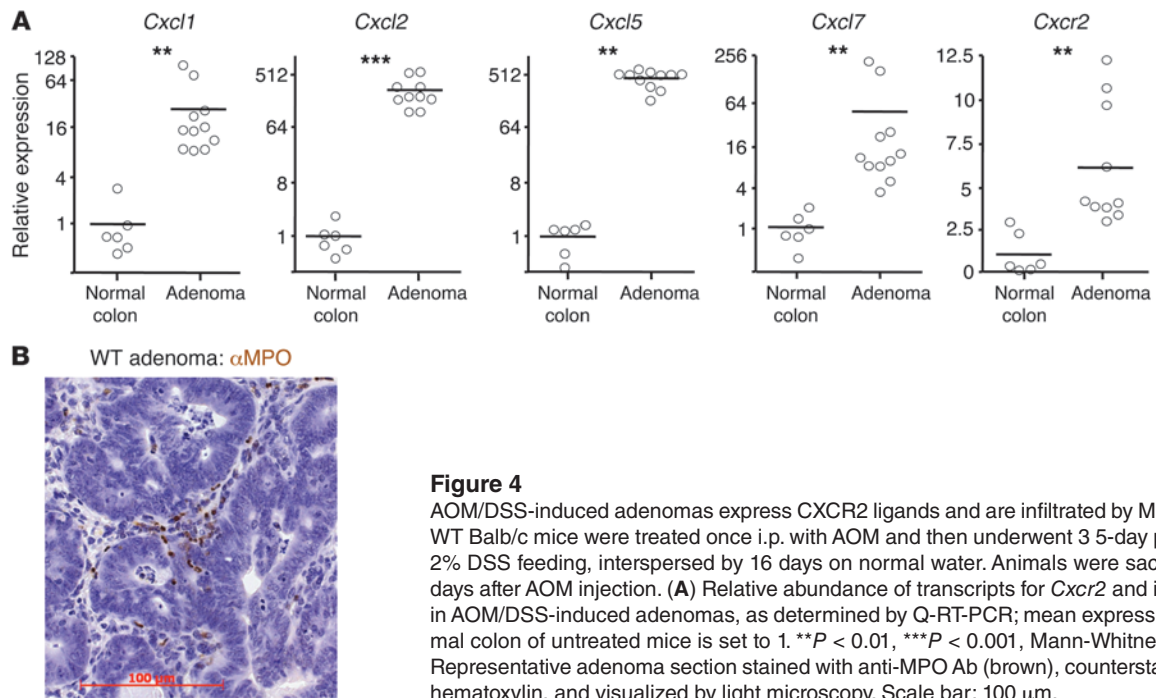 A
Cxcl1
Cxcl2
Cxcl5
Cxcl7
Cxcr2
Relative expression
128
64
16
4
1
**
Normal colon
Adenoma
512
64
8
1
***
Normal colon
Adenoma
512
64
8
1
**
Normal colon
Adenoma
256
64
16
4
1
**
Normal colon
Adenoma
12.5
10
7.5
5
2.5
0
**
Normal colon
Adenoma
B
WT adenoma: αMPO
100 μm
Figure 4
AOM/DSS-induced adenomas express CXCR2 ligands and are infiltrated by M
WT Balb/c mice were treated once i.p. with AOM and then underwent 3 5-day p
2% DSS feeding, interspersed by 16 days on normal water. Animals were sac
days after AOM injection. (A) Relative abundance of transcripts for Cxcr2 and i
in AOM/DSS-induced adenomas, as determined by Q-RT-PCR; mean express
mal colon of untreated mice is set to 1. **P < 0.01, ***P < 0.001, Mann-Whitne
Representative adenoma section stained with anti-MPO Ab (brown), countersta
hematoxylin, and visualized by light microscopy. Scale bar: 100 μm.